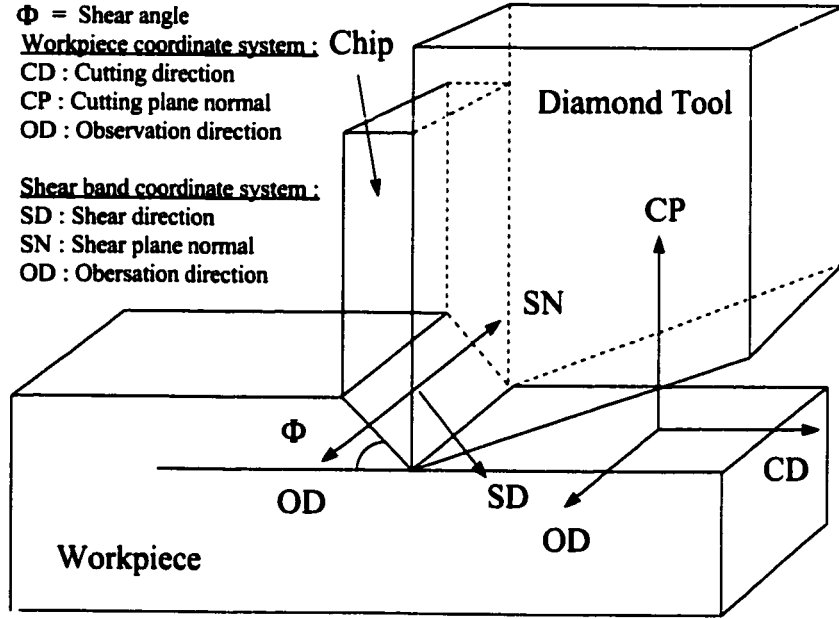 Φ = Shear angle
Workpiece coordinate system :
CD : Cutting direction
CP : Cutting plane normal
OD : Observation direction
Shear band coordinate system :
SD : Shear direction
SN : Shear plane normal
OD : Obersation direction
Chip
Diamond Tool
CP
SN
Φ
OD
SD
OD
CD
Workpiece